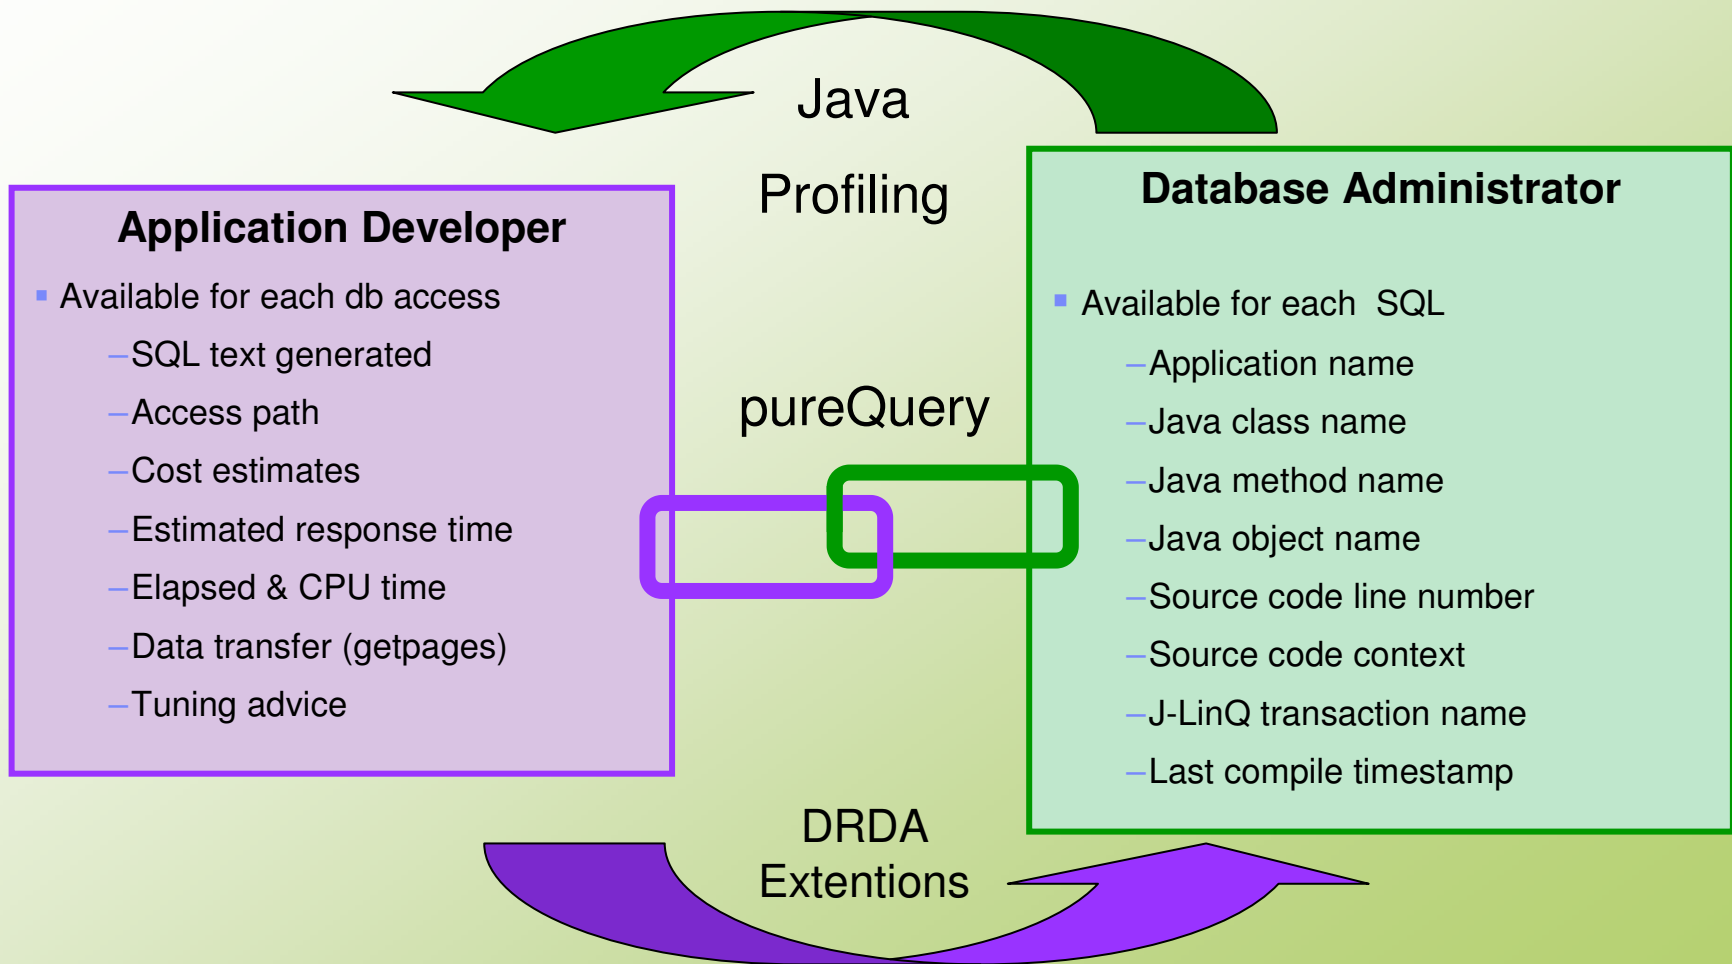 Java
Profiling
Application Developer
▪ Available for each db access
–SQL text generated
–Access path
–Cost estimates
–Estimated response time
–Elapsed & CPU time
–Data transfer (getpages)
–Tuning advice
pureQuery
Database Administrator
▪ Available for each SQL
–Application name
–Java class name
–Java method name
–Java object name
–Source code line number
–Source code context
–J-LinQ transaction name
–Last compile timestamp
DRDA
Extentions